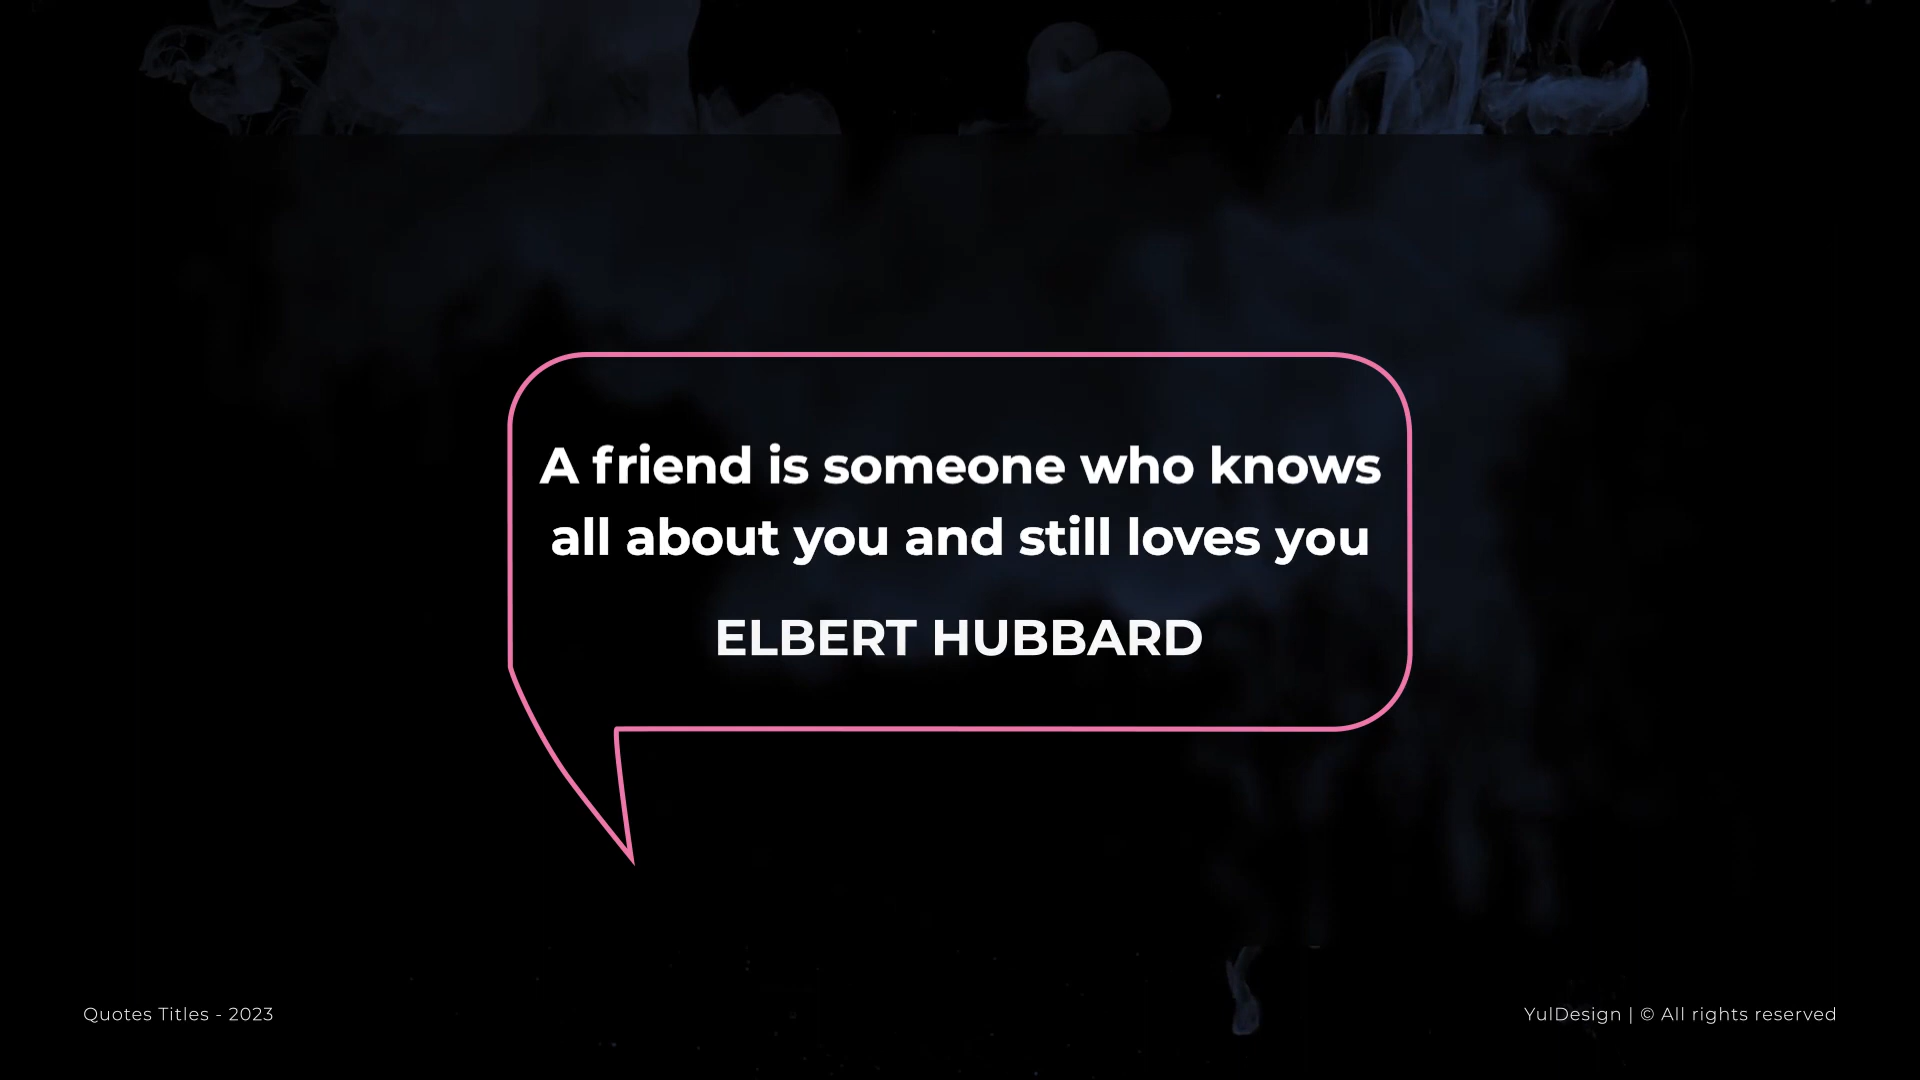 A friend is someone who knows
all about you and still loves you
ELBERT HUBBARD
Quotes Titles - 2023
YulDesign | © All rights reserved